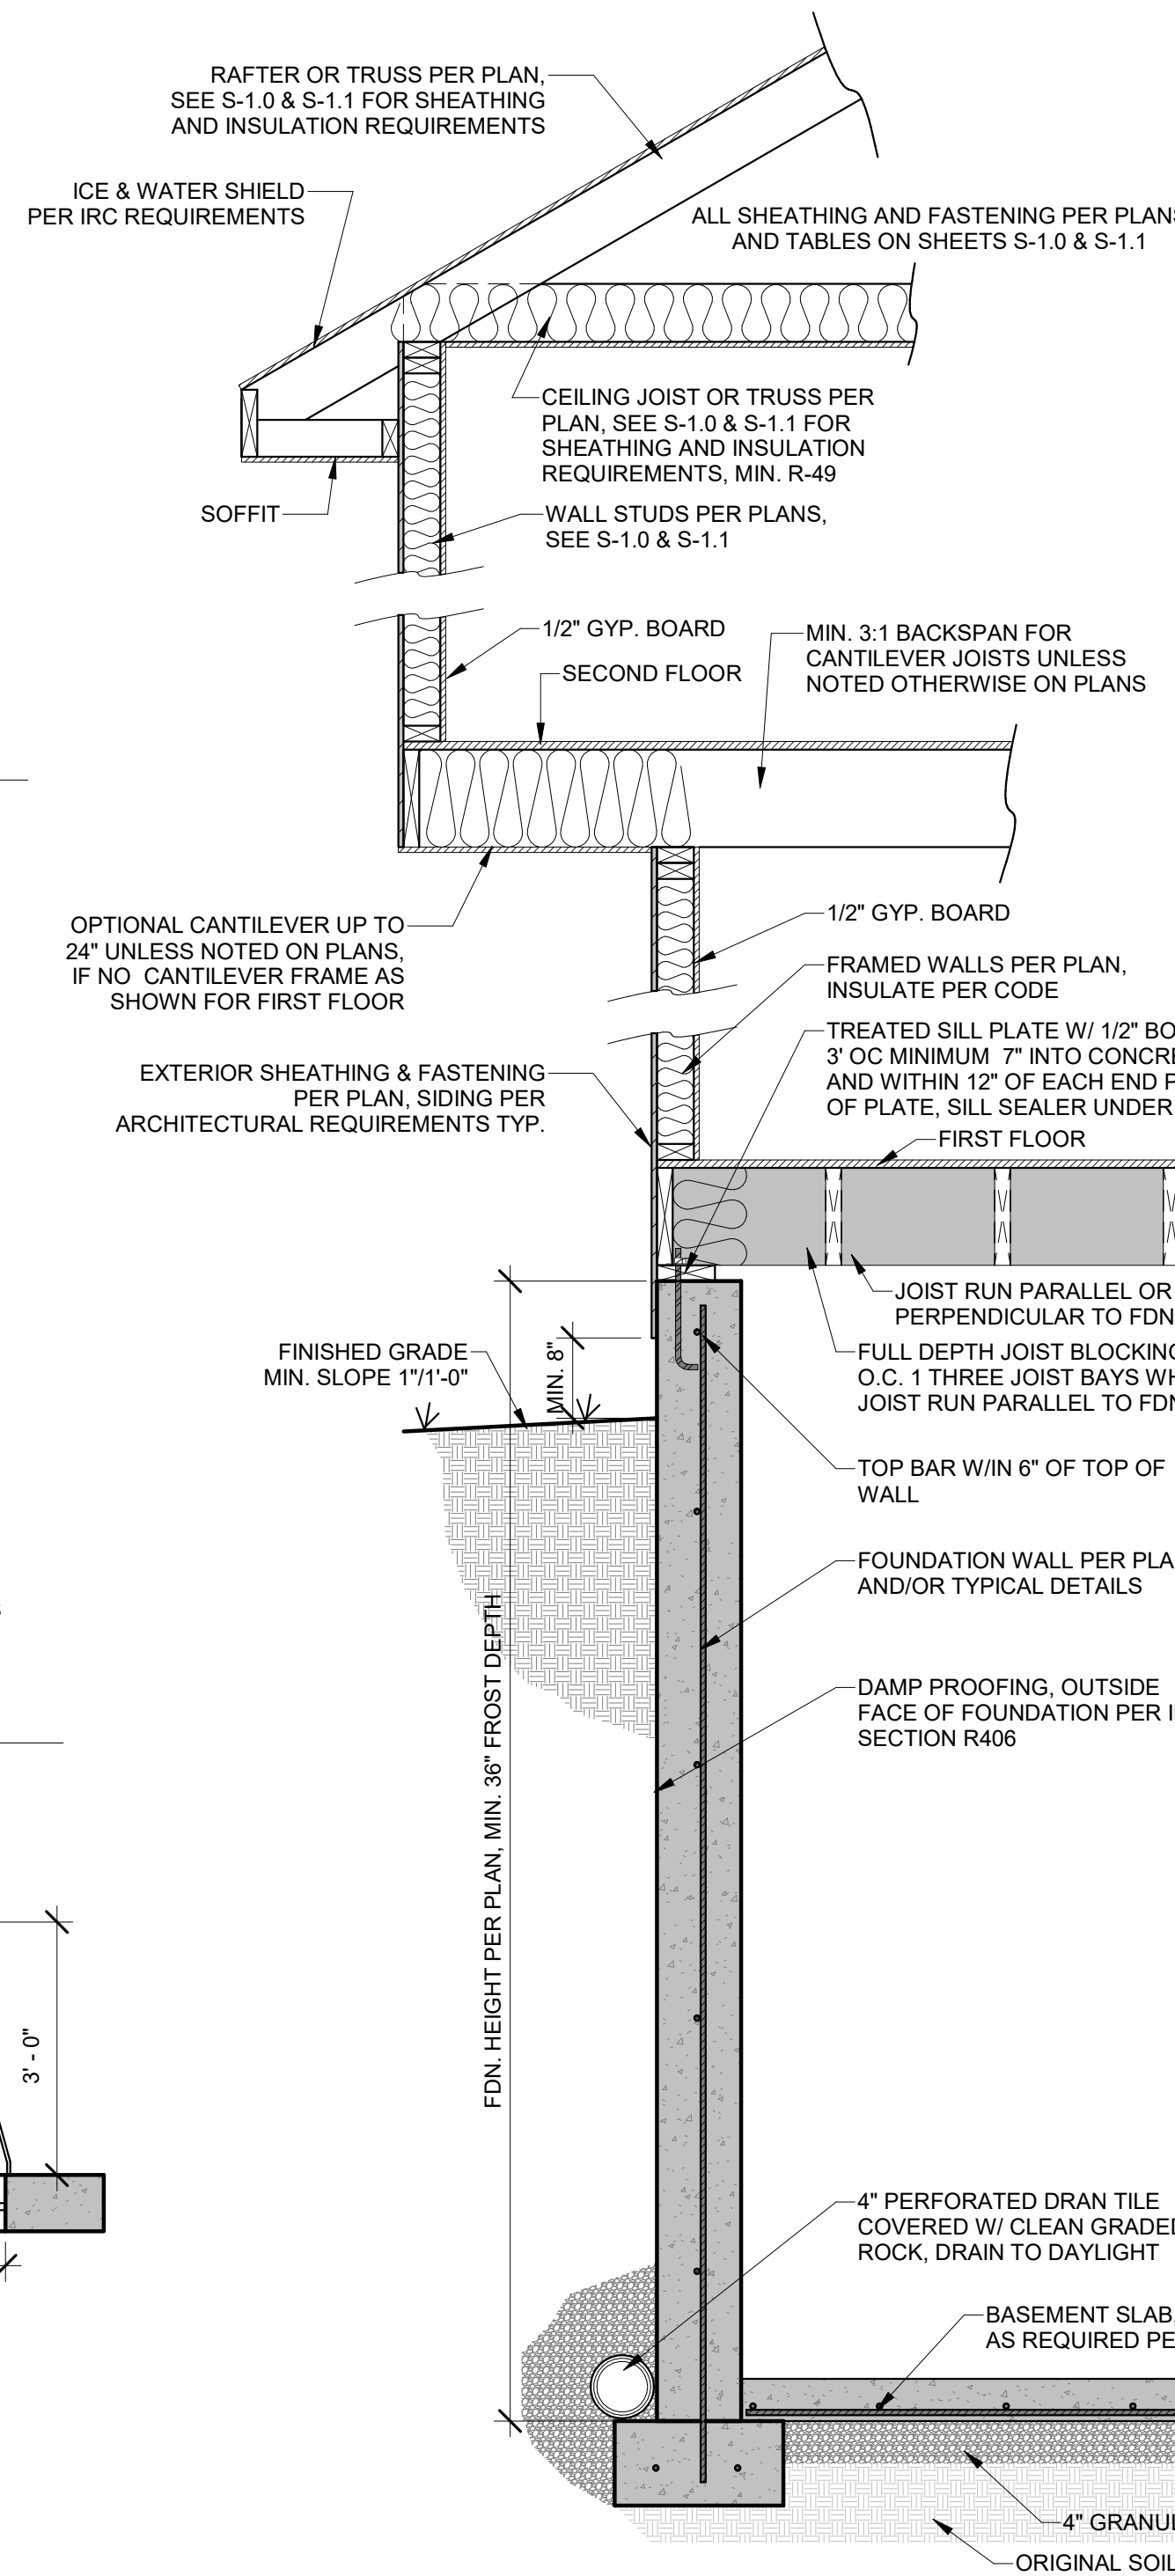 RAFTER OR TRUSS PER PLAN,
SEE S-1.0 & S-1.1 FOR SHEATHING
AND INSULATION REQUIREMENTS
ICE & WATER SHIELD
PER IRC REQUIREMENTS
ALL SHEATHING AND FASTENING PER PLANS
AND TABLES ON SHEETS S-1.0 & S-1.1
CEILING JOIST OR TRUSS PER
PLAN, SEE S-1.0 & S-1.1 FOR
SHEATHING AND INSULATION
REQUIREMENTS, MIN. R-49
SOFFIT
WALL STUDS PER PLANS,
SEE S-1.0 & S-1.1
1/2" GYP. BOARD
SECOND FLOOR
MIN. 3:1 BACKSPAN FOR
CANTILEVER JOISTS UNLESS
NOTED OTHERWISE ON PLANS
OPTIONAL CANTILEVER UP TO
24" UNLESS NOTED ON PLANS,
IF NO CANTILEVER FRAME AS
SHOWN FOR FIRST FLOOR
1/2" GYP. BOARD
FRAMED WALLS PER PLAN,
INSULATE PER CODE
TREATED SILL PLATE W/ 1/2"
3' OC MINIMUM 7" INTO
AND WITHIN 12" OF EACH END
OF PLATE, SILL SEALER UNDER
EXTERIOR SHEATHING & FASTENING
PER PLAN, SIDING PER
ARCHITECTURAL REQUIREMENTS TYP.
FIRST FLOOR
JOIST RUN PARALLEL OR
PERPENDICULAR TO FDN
FINISHED GRADE
MIN. SLOPE 1"/1'-0"
MIN. 8"
FULL DEPTH JOIST BLOCKING
O.C. 1 THREE JOIST BAYS
JOIST RUN PARALLEL TO FDN
TOP BAR W/IN 6" OF TOP OF
WALL
FOUNDATION WALL PER
AND/OR TYPICAL DETAILS
FDN. HEIGHT PER PLAN, MIN. 36" FROST DEPTH
DAMP PROOFING, OUTSIDE
FACE OF FOUNDATION PER
SECTION R406
3' - 0"
4" PERFORATED DRAN TILE
COVERED W/ CLEAN GRADED
ROCK, DRAIN TO DAYLIGHT
BASEMENT SLAB,
AS REQUIRED
4"
ORIGINAL SOIL